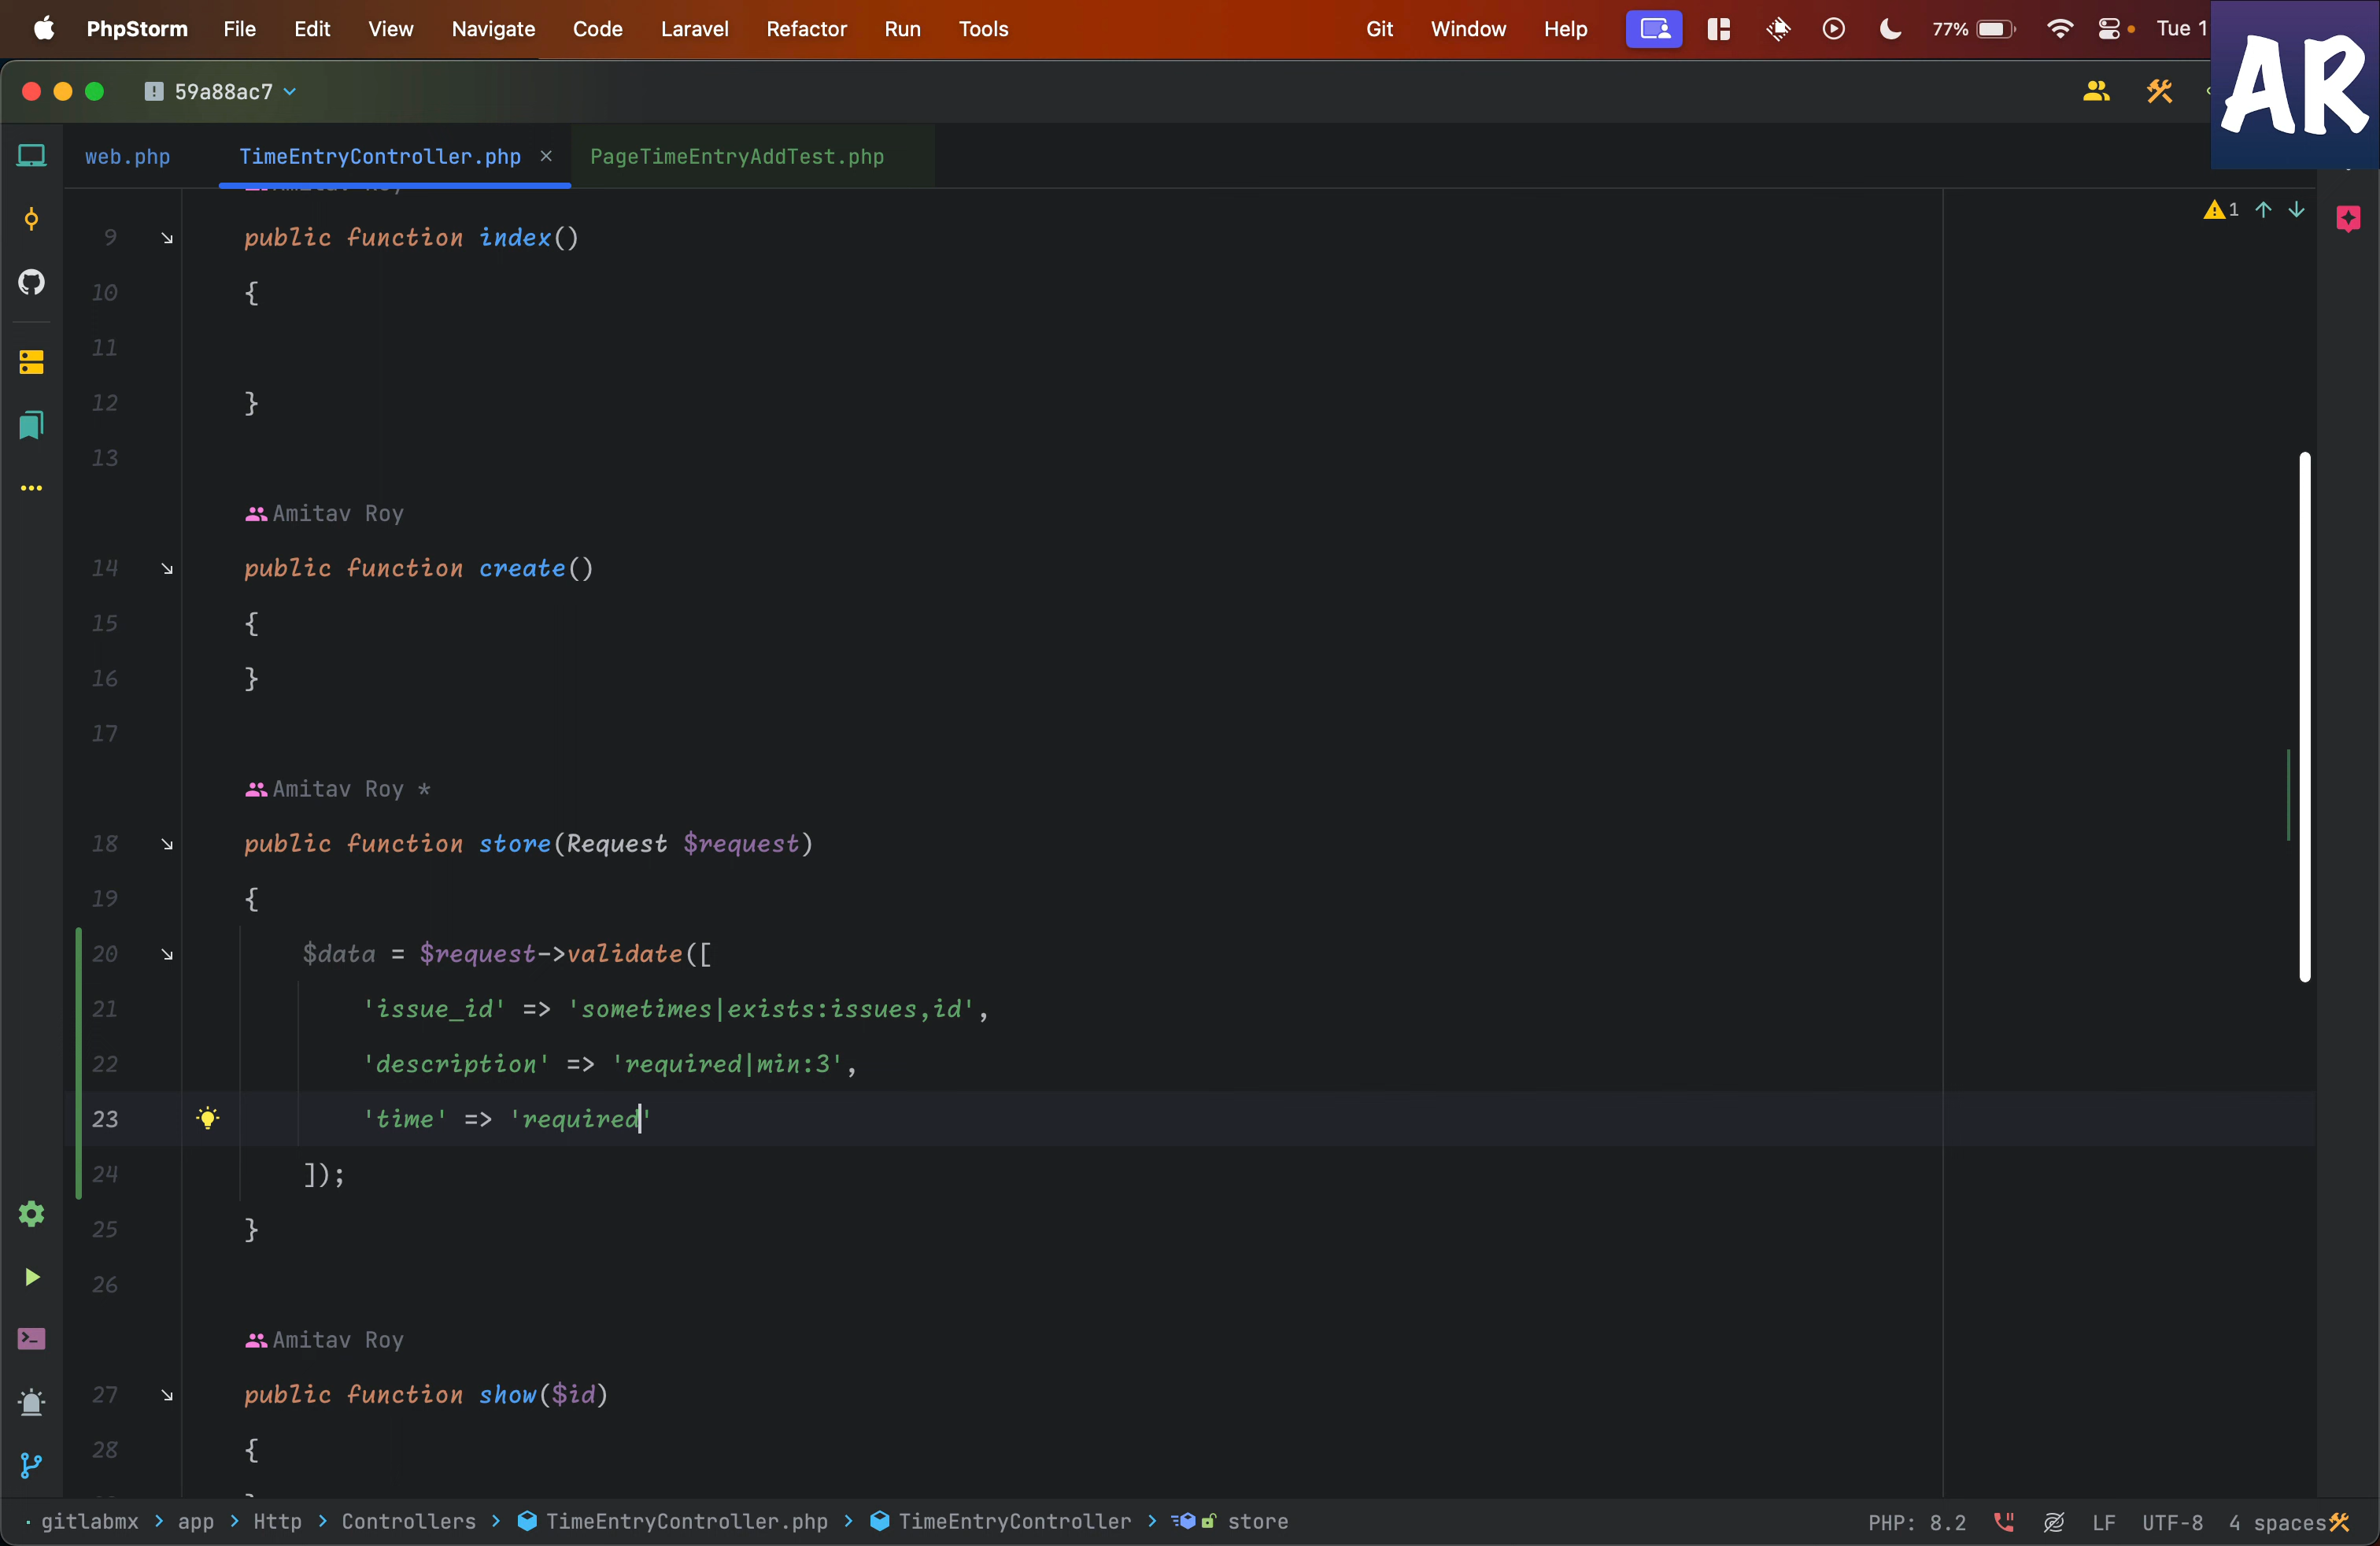 PhpStorm File Edit View Navigate Code Laravel Refactor Run Tools Git Window Help 77% Tue 1
AR
59a88ac7
web.php TimeEntryController.php PageTimeEntryAddTest.php
1
9 public function index()
10 {
11
12 }
13
Amitav Roy
14 public function create()
15 {
16 }
17
Amitav Roy *
18 public function store(Request $request)
19 {
20 $data = $request->validate([
21 'issue_id' => 'sometimes|exists:issues,id',
22 'description' => 'required|min:3',
23 'time' => 'required'
24 ]);
25 }
26
Amitav Roy
27 public function show($id)
28 {
gitlabmx > app > Http > Controllers > TimeEntryController.php > TimeEntryController > store PHP: 8.2 LF UTF-8 4 spaces